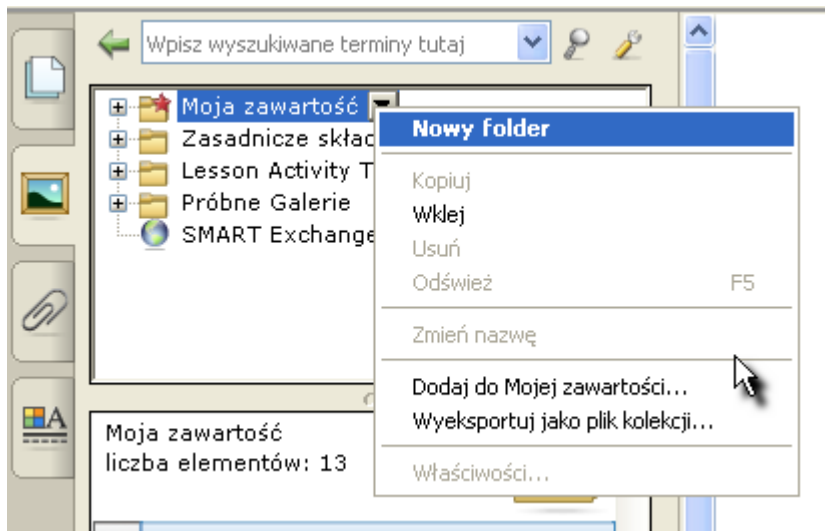 Wpisz wyszukiwane terminy tutaj
Moja zawartość
Zasadnicze skład
Lesson Activity T
Próbne Galerie
SMART Exchange
Nowy folder
Kopiuj
Wklej
Usuń
Odśwież F5
Zmień nazwę
Dodaj do Mojej zawartości...
Wyeksportuj jako plik kolekcji...
Właściwości...
A
Moja zawartość
liczba elementów: 13